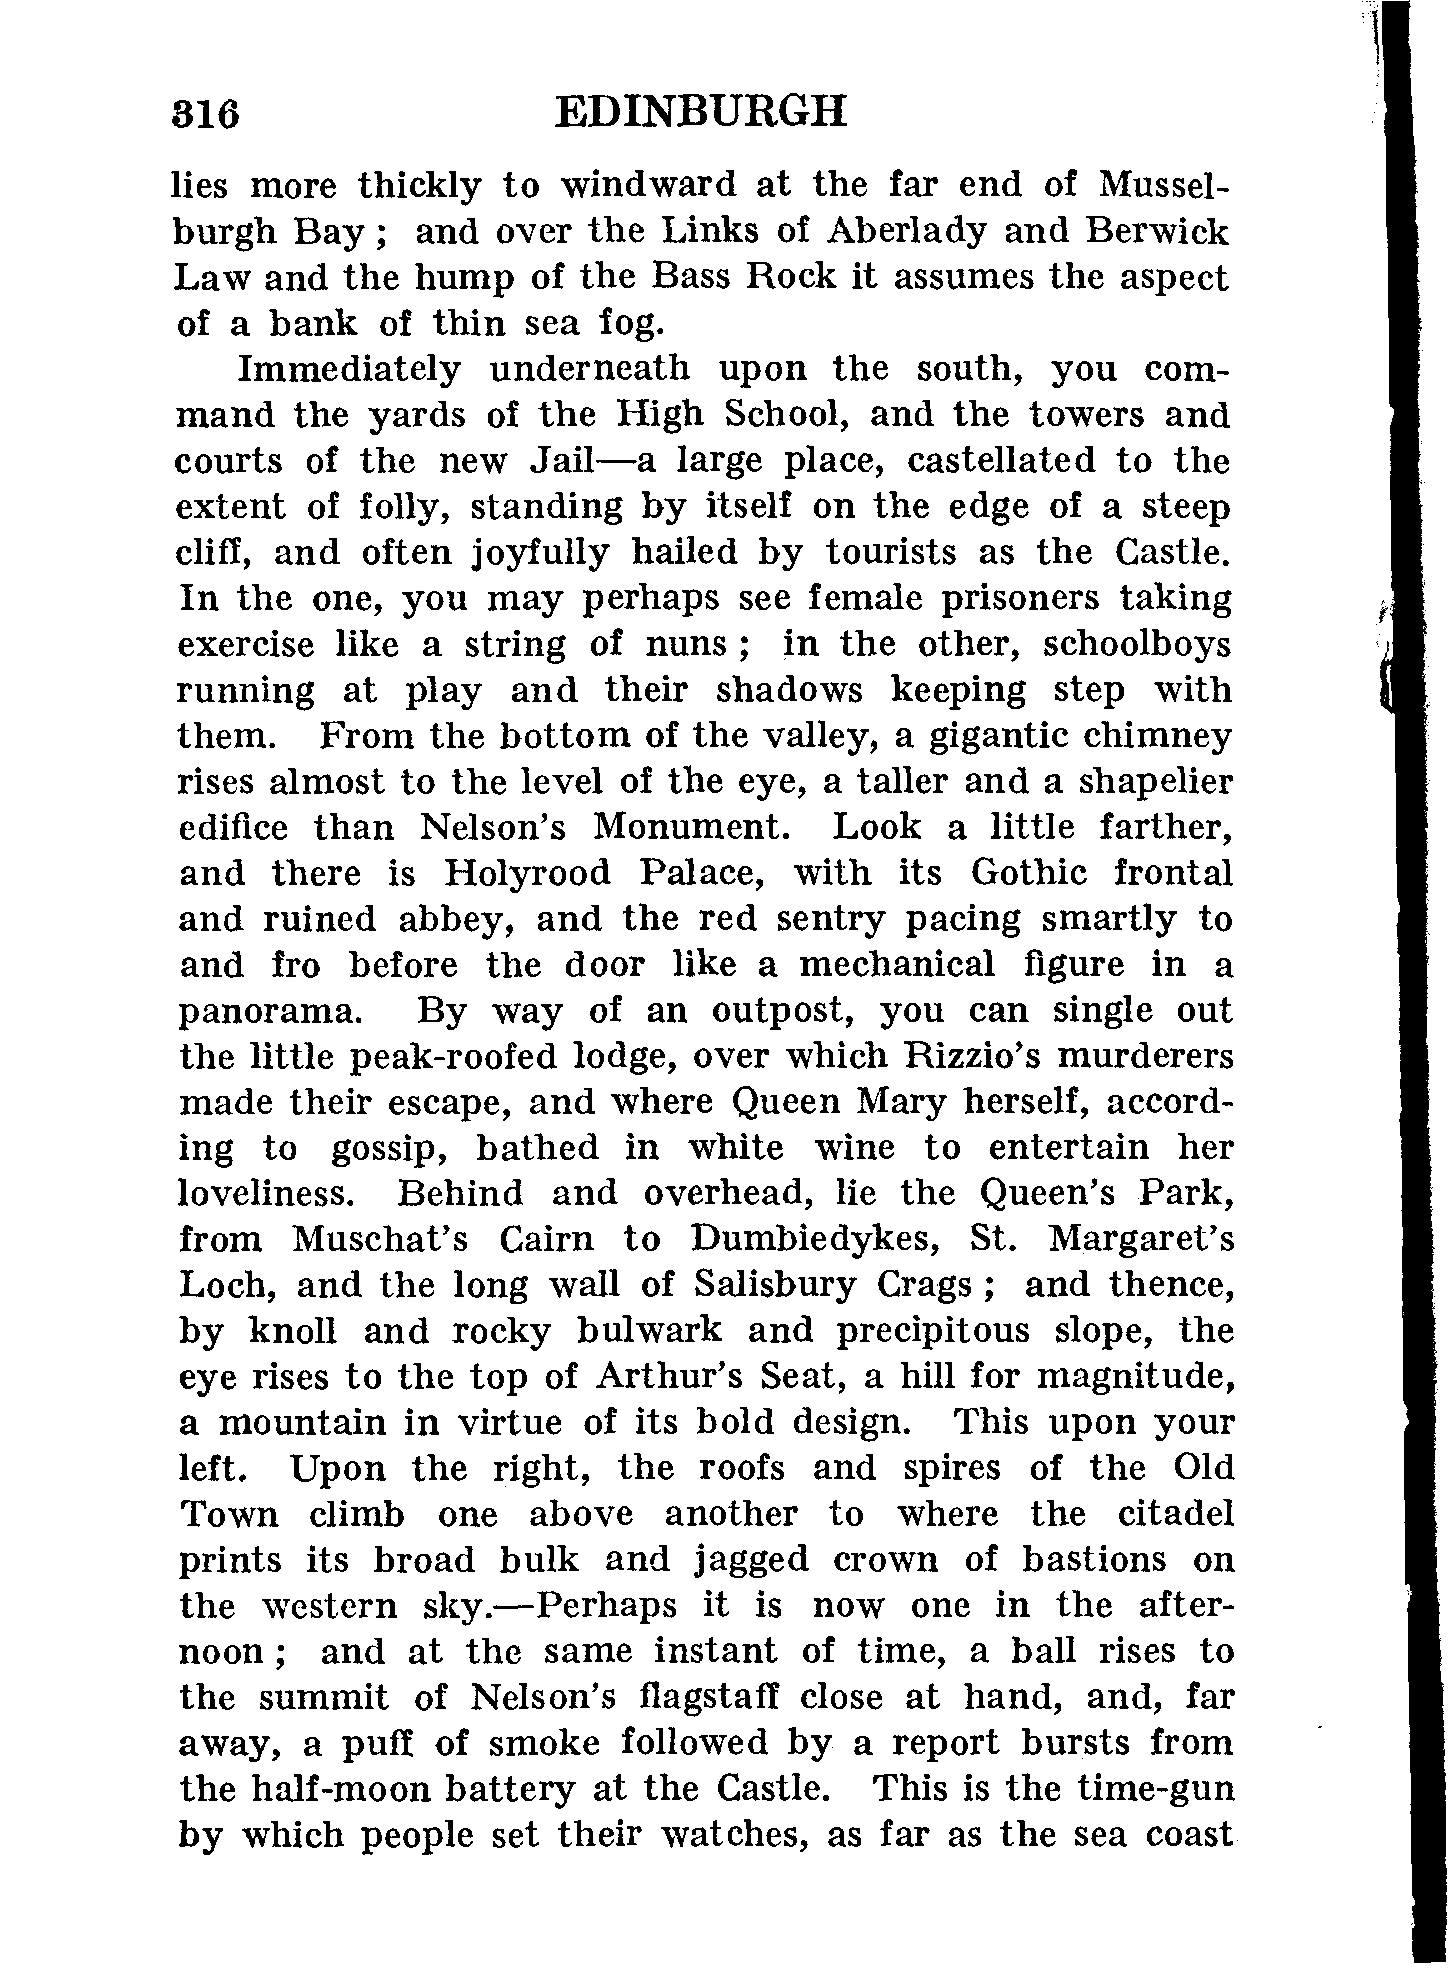 316 EDINBURGH
lies more thickly to windward at the far end of Mussel-
burgh Bay ; and over the Links of Aberlady and Berwick
Law and the hump of the Bass Rock it assumes the aspect
of a bank of thin sea fog.
Immediately underneath upon the south, you com-
mand the yards of the High School, and the towers and
courts of the new Jail—a large place, castellated to the
extent of folly, standing by itself on the edge of a steep
cliff, and often joyfully hailed by tourists as the Castle.
In the one, you may perhaps see female prisoners taking
exercise like a string of nuns ; in the other, schoolboys
running at play and their shadows keeping step with
them. From the bottom of the valley, a gigantic chimney
rises almost to the level of the eye, a taller and a shapelier
edifice than Nelson's Monument. Look a little farther,
and there is Holyrood Palace, with its Gothic frontal
and ruined abbey, and the red sentry pacing smartly to
and fro before the door like a mechanical figure in a
panorama. By way of an outpost, you can single out
the little peak-roofed lodge, over which Rizzio's murderers
made their escape, and where Queen Mary herself, accord-
ing to gossip, bathed in white wine to entertain her
loveliness. Behind and overhead, lie the Queen's Park,
from Muschat's Cairn to Dumbiedykes, St. Margaret's
Loch, and the long wall of Salisbury Crags ; and thence,
by knoll and rocky bulwark and precipitous slope, the
eye rises to the top of Arthur's Seat, a hill for magnitude,
a mountain in virtue of its bold design. This upon your
left. Upon the right, the roofs and spires of the Old
Town climb one above another to where the citadel
prints its broad bulk and jagged crown of bastions on
the western sky.—Perhaps it is now one in the after-
noon ; and at the same instant of time, a ball rises to
the summit of Nelson's flagstaff close at hand, and, far
away, a puff of smoke followed by a report bursts from
the half-moon battery at the Castle. This is the time-gun
by which people set their watches, as far as the sea coast